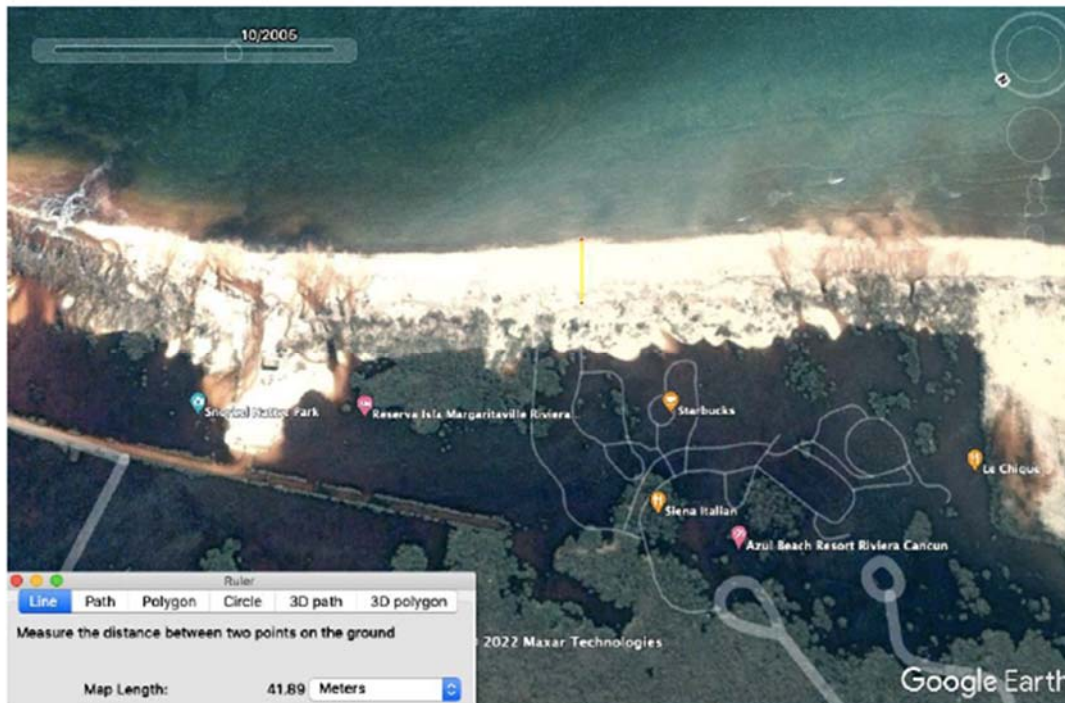 10/2005
N
Snorkel Native Park
Reserva Isla Margaritaville Riviera...
Starbucks
Le Chique
Siena Italian
Azul Beach Resort Riviera Cancun
Ruler
Line Path Polygon Circle 3D path 3D polygon
Measure the distance between two points on the ground
2022 Maxar Technologies
Map Length: 41.89 Meters
Google Earth